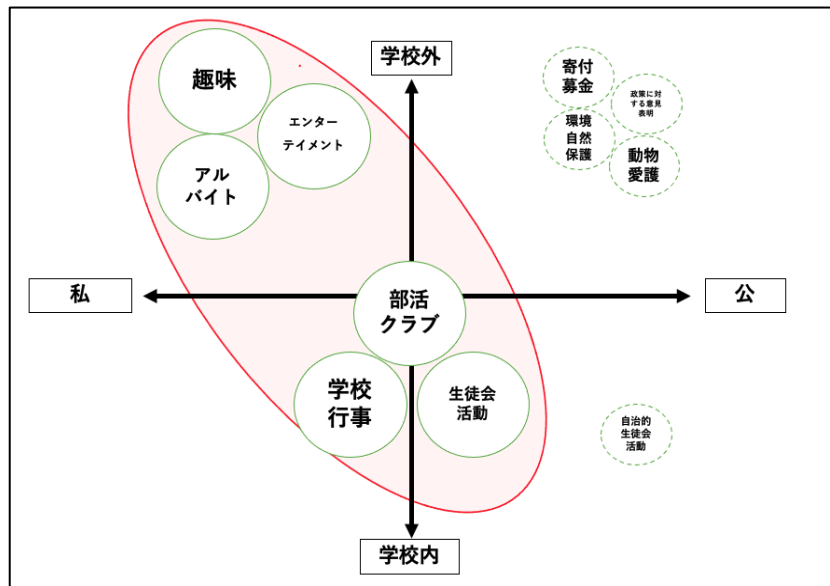 学校外
趣味
エンター
テイメント
アル
バイト
寄付
募金
政策に対
する意見
表明
環境
自然
保護
動物
愛護
私
部活
クラブ
公
学校
行事
生徒会
活動
自治的
生徒会
活動
学校内